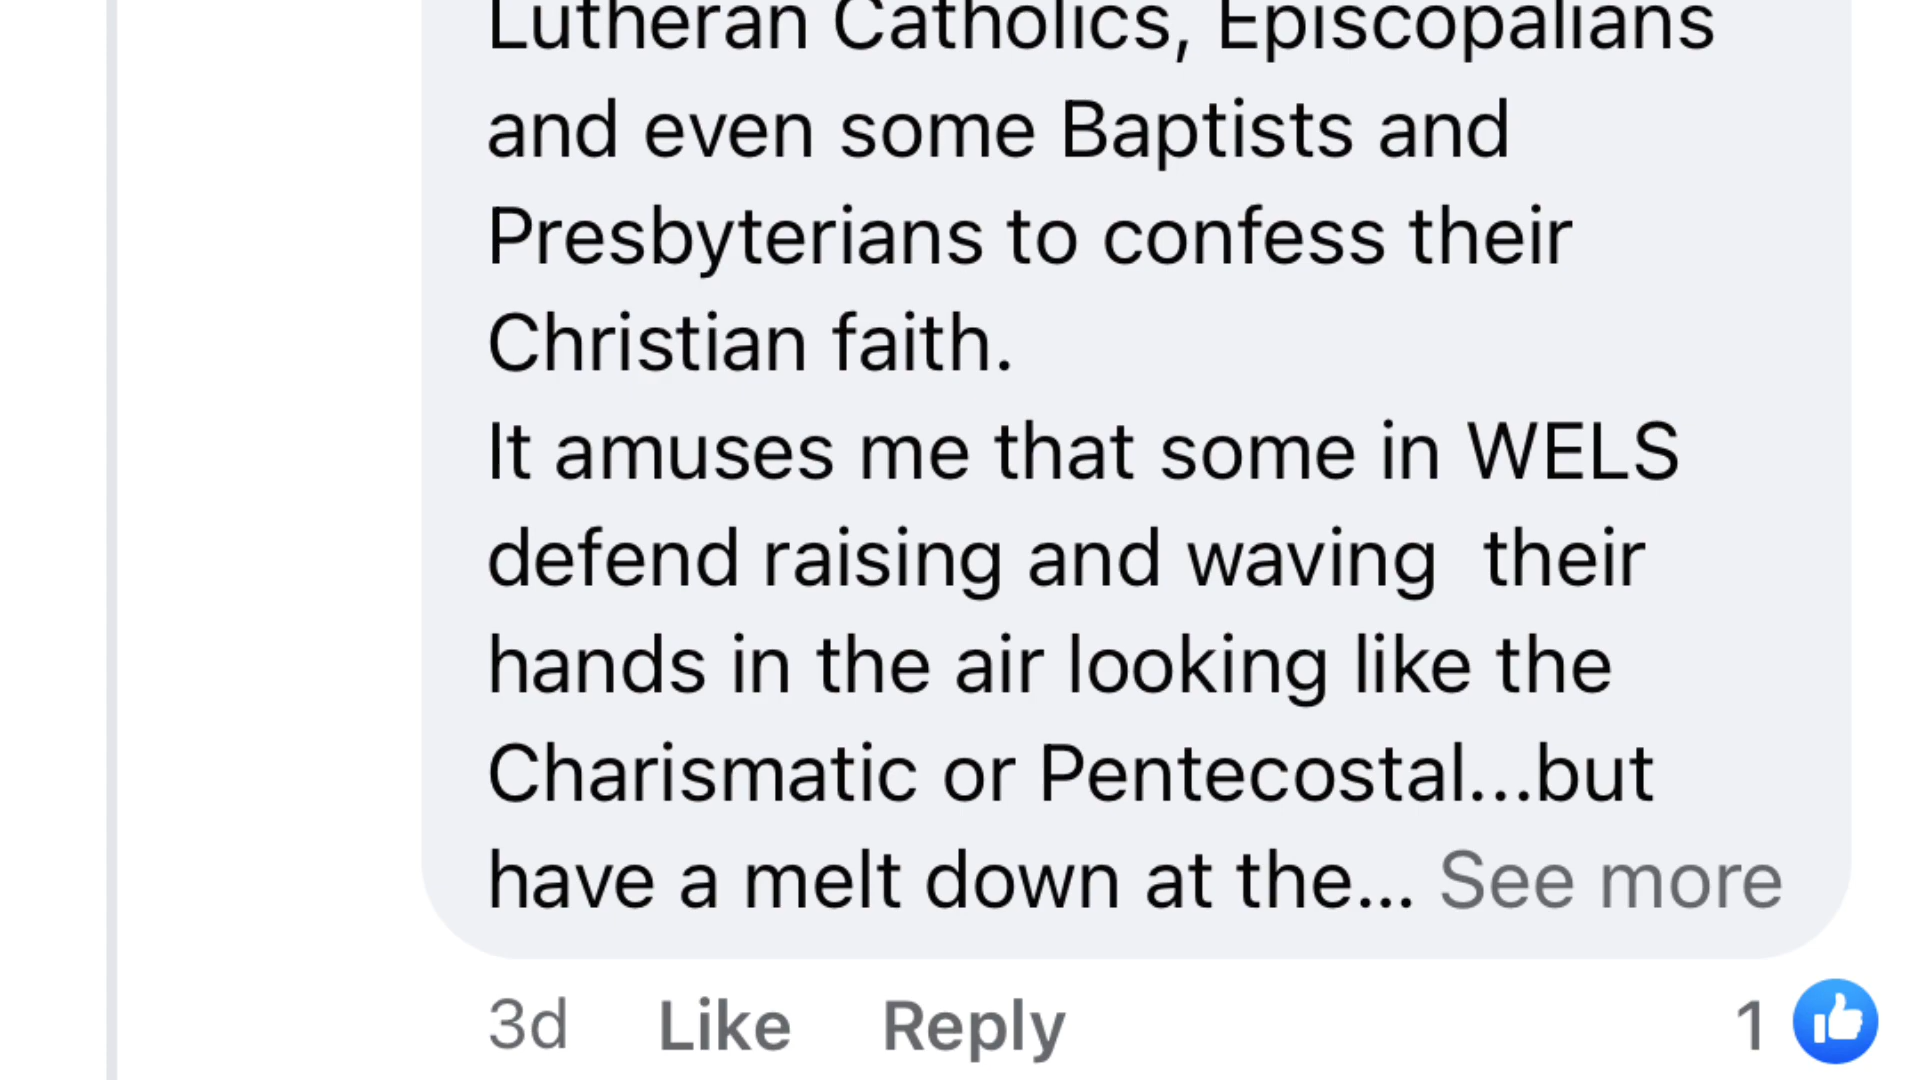 Lutheran Catholics, Episcopalians
and even some Baptists and
Presbyterians to confess their
Christian faith.
It amuses me that some in WELS
defend raising and waving  their
hands in the air looking like the
Charismatic or Pentecostal...but
have a melt down at the... See more
3d Like Reply 1